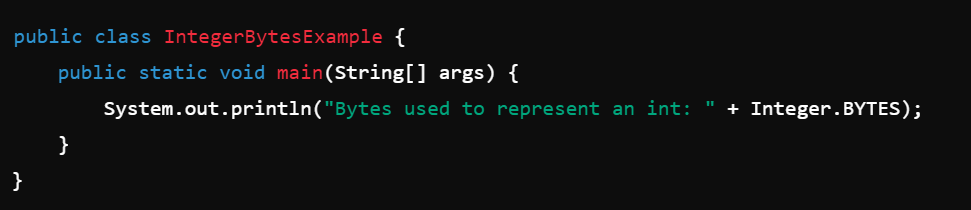 public class IntegerBytesExample {
    public static void main(String[] args) {
        System.out.println("Bytes used to represent an int: " + Integer.BYTES);
    }
}